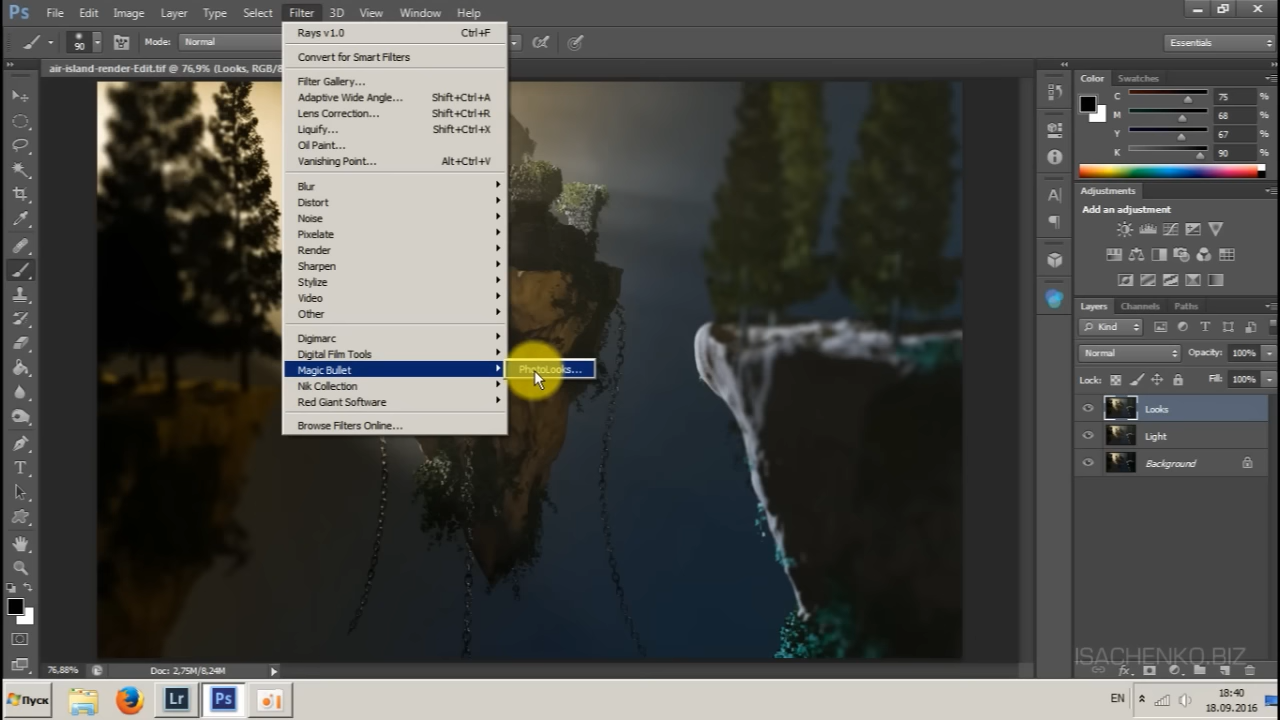 Ps File Edit Image Layer Type Select Filter 3D View Window Help
90 Mode: Normal Essentials
air-island-render-Edit.tif @ 76,9% (Looks, RGB/8
Rays v1.0 Ctrl+F
Convert for Smart Filters
Filter Gallery...
Adaptive Wide Angle... Shift+Ctrl+A
Lens Correction... Shift+Ctrl+R
Liquify... Shift+Ctrl+X
Oil Paint...
Vanishing Point... Alt+Ctrl+V
Blur
Distort
Noise
Pixelate
Render
Sharpen
Stylize
Video
Other
Digimarc
Digital Film Tools
Magic Bullet
PhotoLooks...
Nik Collection
Red Giant Software
Browse Filters Online...
Color Swatches
C 75 %
M 68 %
Y 67 %
K 90 %
Adjustments
Add an adjustment
Layers Channels Paths
Kind
Normal Opacity: 100%
Lock: Fill: 100%
Looks
Light
Background
ISACHENKO.BIZ
76,88% Doc: 2,75M/8,24M
Пуск Lr Ps EN 18:40
18.09.2016